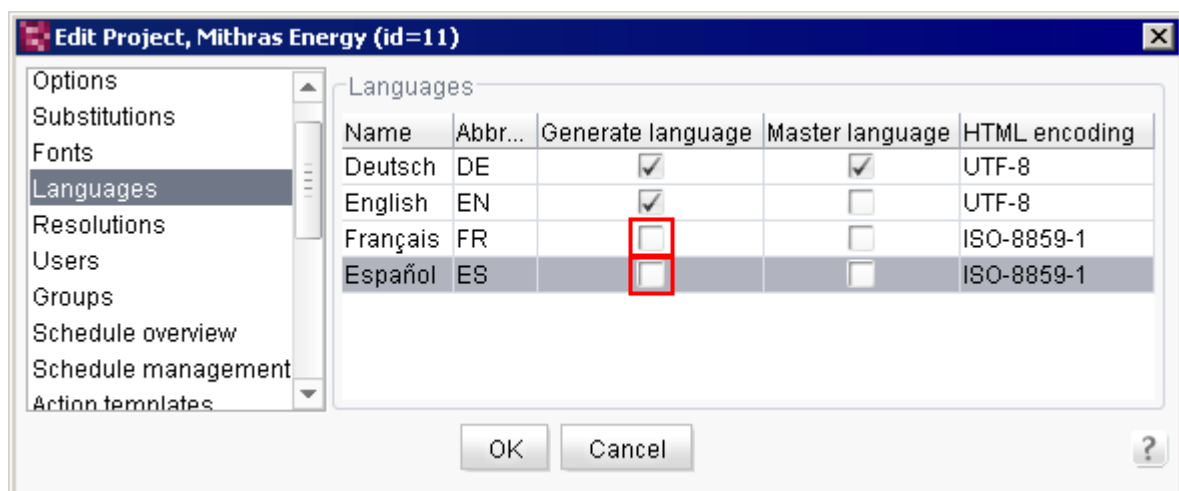 Edit Project, Mithras Energy (id=11)
Options
Substitutions
Fonts
Languages
Resolutions
Users
Groups
Schedule overview
Schedule management
Action templates
Languages
Name Abbr... Generate language Master language HTML encoding
Deutsch DE UTF-8
English EN UTF-8
Français FR ISO-8859-1
Español ES ISO-8859-1
OK Cancel ?